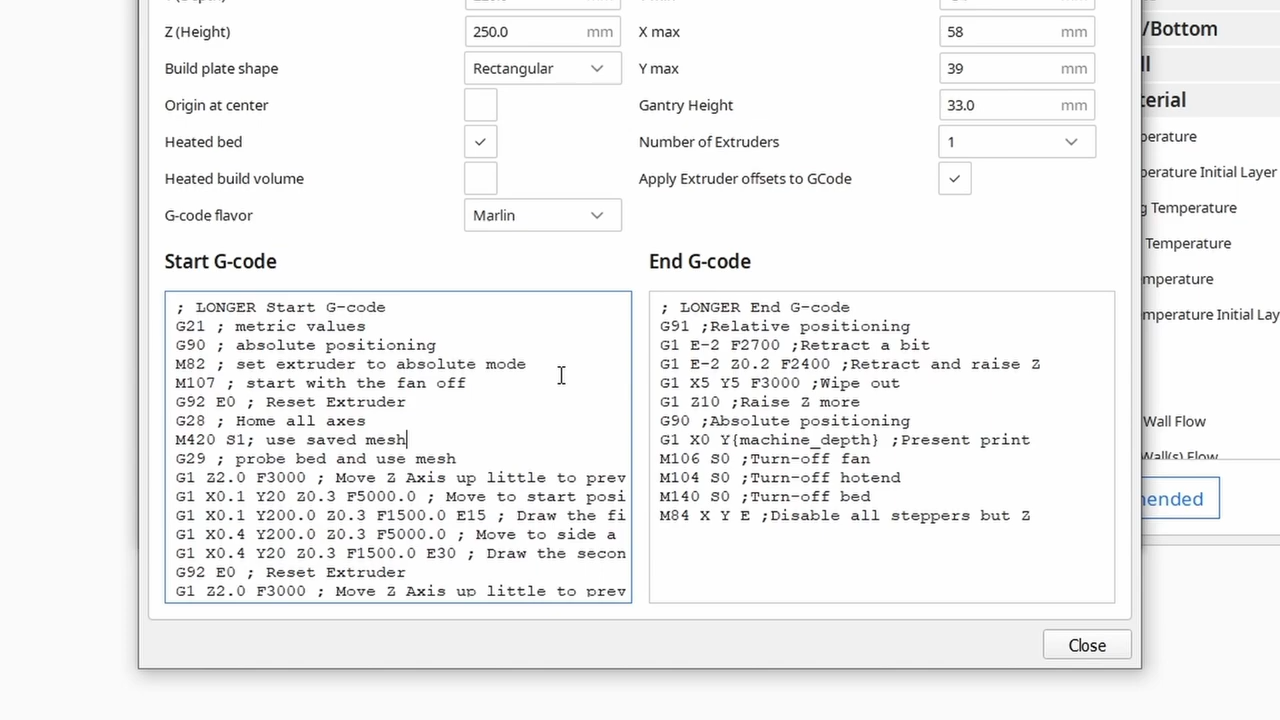 Z (Height)
250.0 mm
X max
58 mm
Build plate shape
Rectangular
Y max
39 mm
Origin at center
Gantry Height
33.0 mm
Heated bed
Number of Extruders
1
Heated build volume
Apply Extruder offsets to GCode
G-code flavor
Marlin
Start G-code
; LONGER Start G-code
G21 ; metric values
G90 ; absolute positioning
M82 ; set extruder to absolute mode
M107 ; start with the fan off
G92 E0 ; Reset Extruder
G28 ; Home all axes
M420 S1; use saved mesh
G29 ; probe bed and use mesh
G1 Z2.0 F3000 ; Move Z Axis up little to prev
G1 X0.1 Y20 Z0.3 F5000.0 ; Move to start posi
G1 X0.1 Y200.0 Z0.3 F1500.0 E15 ; Draw the fi
G1 X0.4 Y200.0 Z0.3 F5000.0 ; Move to side a
G1 X0.4 Y20 Z0.3 F1500.0 E30 ; Draw the secon
G92 E0 ; Reset Extruder
G1 Z2.0 F3000 ; Move Z Axis up little to prev
End G-code
; LONGER End G-code
G91 ;Relative positioning
G1 E-2 F2700 ;Retract a bit
G1 E-2 Z0.2 F2400 ;Retract and raise Z
G1 X5 Y5 F3000 ;Wipe out
G1 Z10 ;Raise Z more
G90 ;Absolute positioning
G1 X0 Y{machine_depth} ;Present print
M106 S0 ;Turn-off fan
M104 S0 ;Turn-off hotend
M140 S0 ;Turn-off bed
M84 X Y E ;Disable all steppers but Z
Close
/Bottom
terial
perature
perature Initial Layer
g Temperature
Temperature
mperature
mperature Initial Lay
Wall Flow
Wall(s) Flow
ended